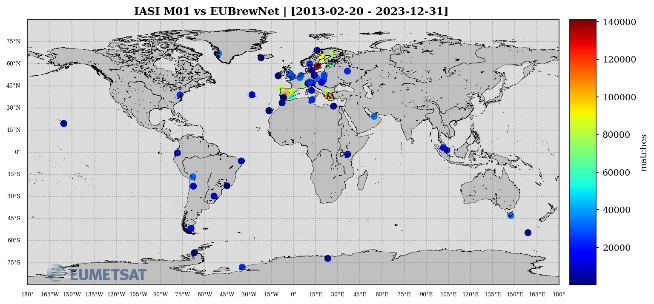 IASI M01 vs EUBrewNet | [2013-02-20 - 2023-12-31]
140000
120000
100000
80000
60000
40000
20000
matches
75°N
60°N
45°N
30°N
15°N
0°
15°S
30°S
45°S
60°S
75°S
EUMETSAT
180° 165°W 150°W 135°W 120°W 105°W 90°W 75°W 60°W 45°W 30°W 15°W 0° 15°E 30°E 45°E 60°E 75°E 90°E 105°E 120°E 135°E 150°E 165°E 180°